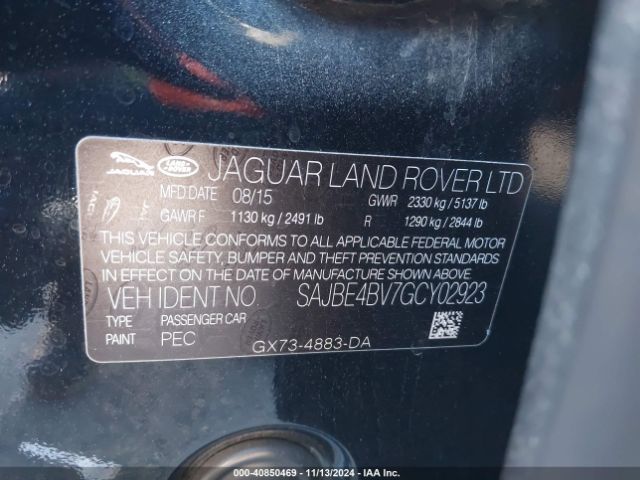 JAGUAR LAND ROVER JAGUAR LAND ROVER LTD
MFD DATE 08/15 GVWR 2330 kg / 5137 lb
GAWR F 1130 kg / 2491 lb R 1290 kg / 2844 lb
THIS VEHICLE CONFORMS TO ALL APPLICABLE FEDERAL MOTOR
VEHICLE SAFETY, BUMPER AND THEFT PREVENTION STANDARDS
IN EFFECT ON THE DATE OF MANUFACTURE SHOWN ABOVE.
VEH IDENT NO. SAJBE4BV7GCY02923
TYPE PASSENGER CAR
PAINT PEC
GX73-4883-DA
000-40850469 - 11/13/2024 - IAA Inc.